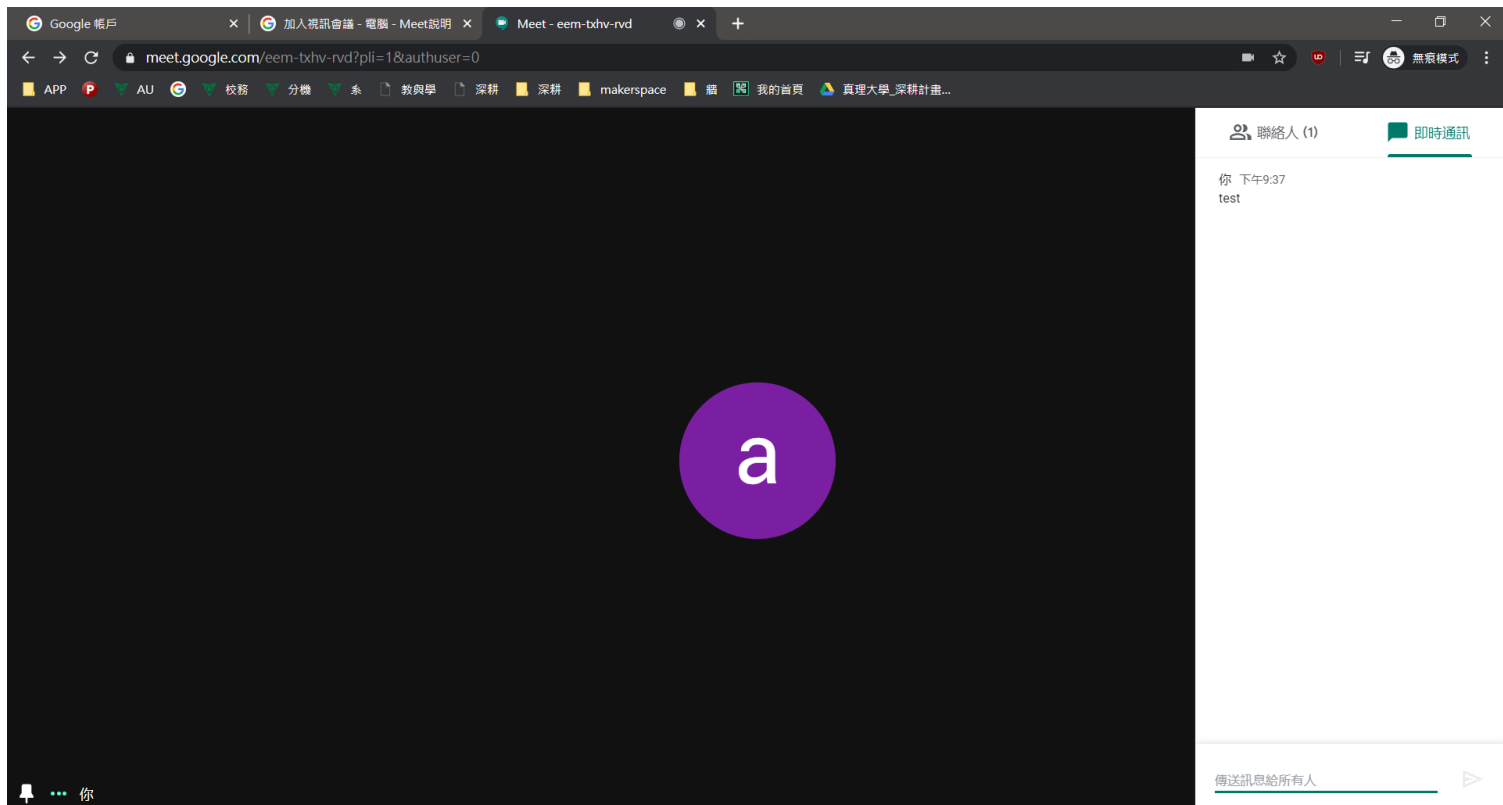 Google 帳戶
加入視訊會議 - 電腦 - Meet說明
Meet - eem-txhv-rvd
meet.google.com/eem-txhv-rvd?pli=1&authuser=0
無痕模式
APP
AU
校務
分機
系
教與學
深耕
深耕
makerspace
腦
我的首頁
真理大學_深耕計畫...
聯絡人 (1)
即時通訊
你 下午9:37
test
a
你
傳送訊息給所有人